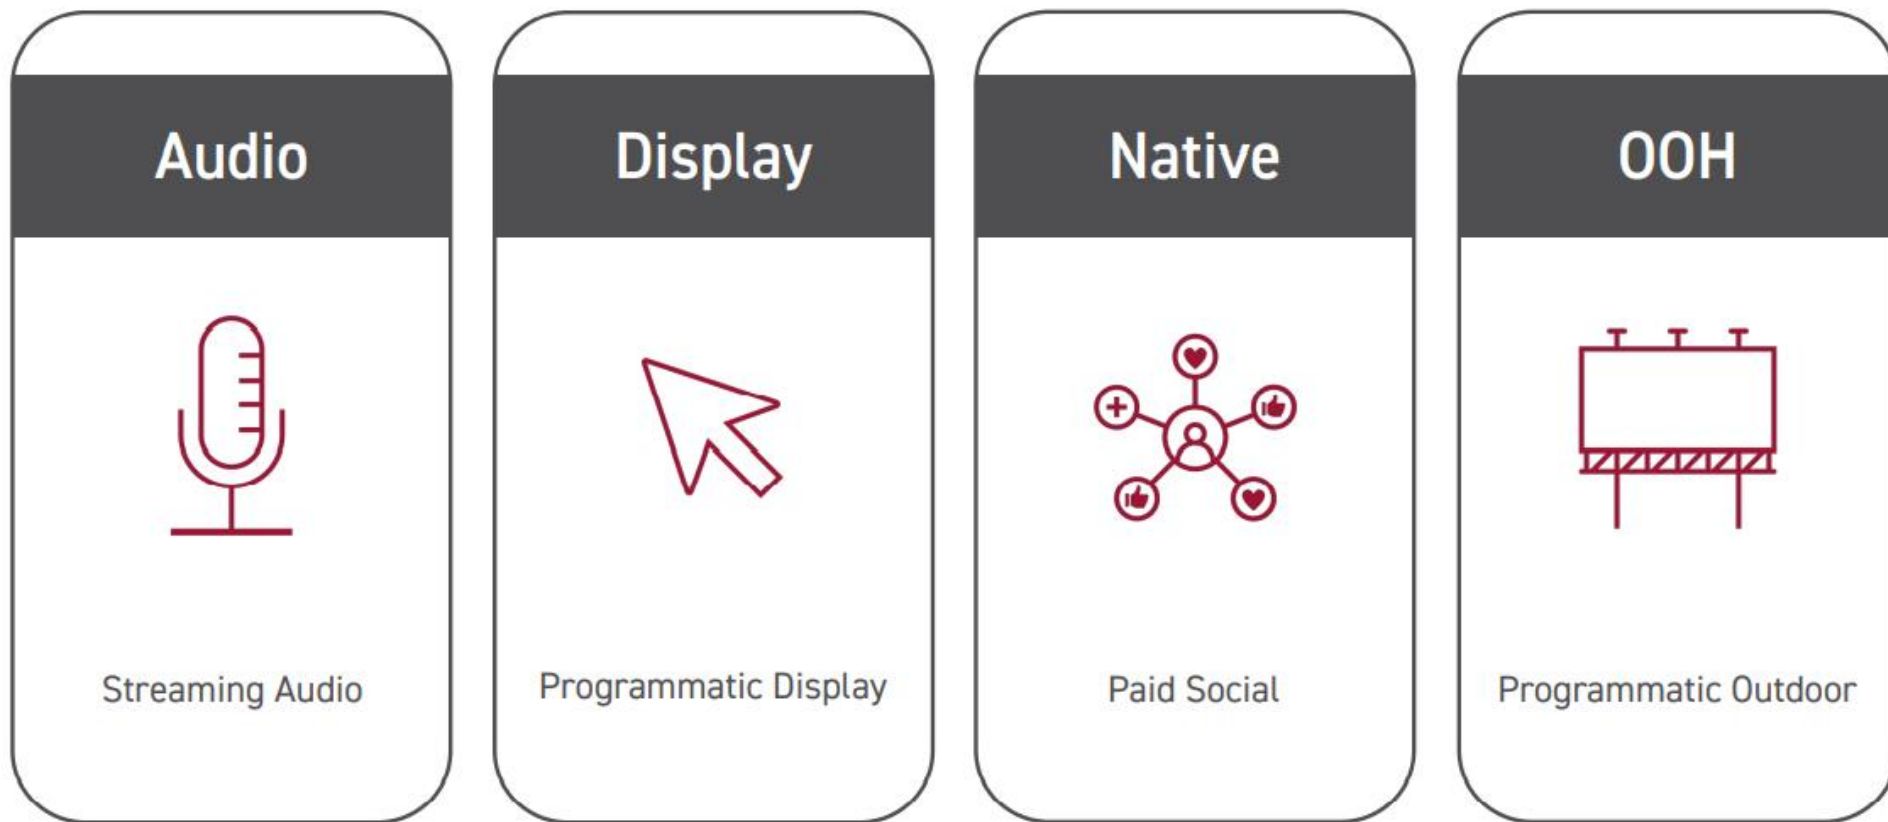 Audio
Display
Native
OOH
Streaming Audio
Programmatic Display
Paid Social
Programmatic Outdoor